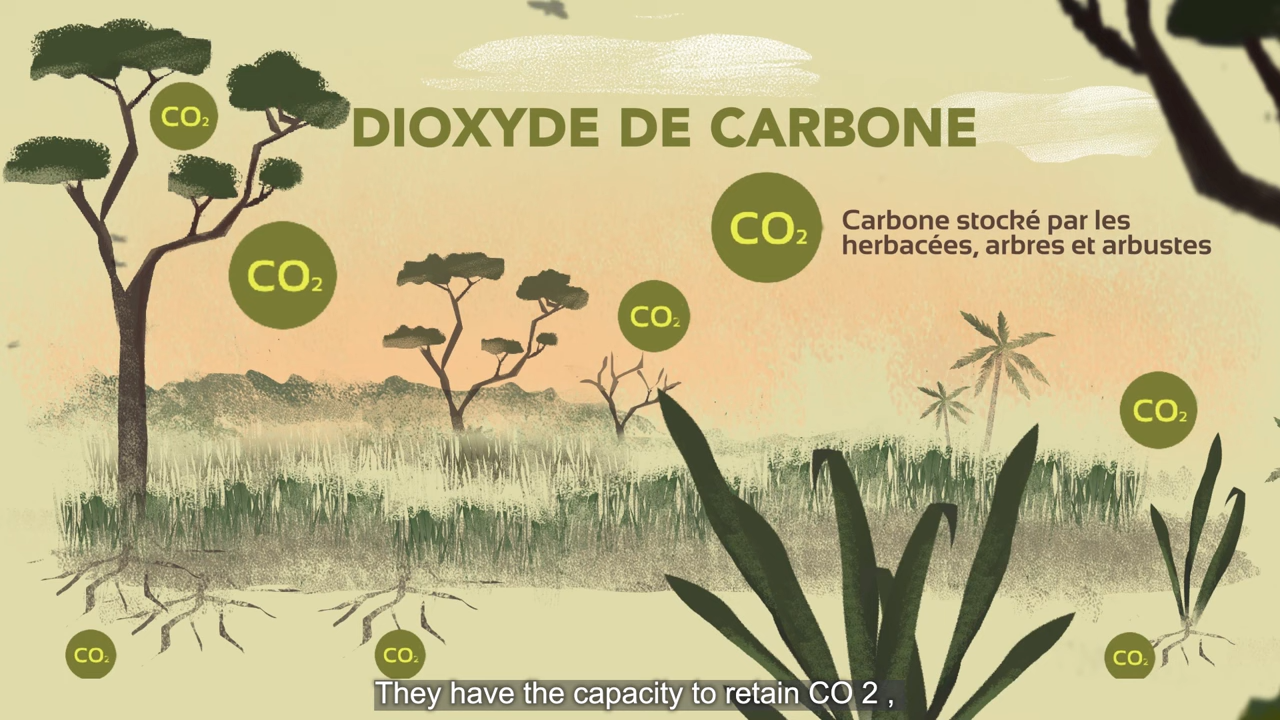 CO₂
DIOXYDE DE CARBONE
CO₂
Carbone stocké par les
herbacées, arbres et arbustes
CO₂
CO₂
CO₂
CO₂
CO₂
CO₂
They have the capacity to retain CO 2 ,